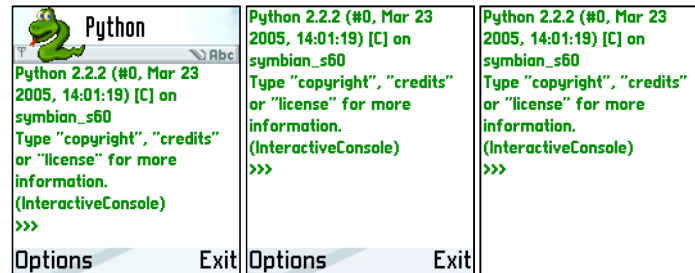 Python
Abc
Python 2.2.2 (#0, Mar 23
2005, 14:01:19) [C] on
symbian_s60
Type "copyright", "credits"
or "license" for more
information.
(InteractiveConsole)
>>>
Options Exit
Python 2.2.2 (#0, Mar 23
2005, 14:01:19) [C] on
symbian_s60
Type "copyright", "credits"
or "license" for more
information.
(InteractiveConsole)
>>>
Options Exit
Python 2.2.2 (#0, Mar 23
2005, 14:01:19) [C] on
symbian_s60
Type "copyright", "credits"
or "license" for more
information.
(InteractiveConsole)
>>>